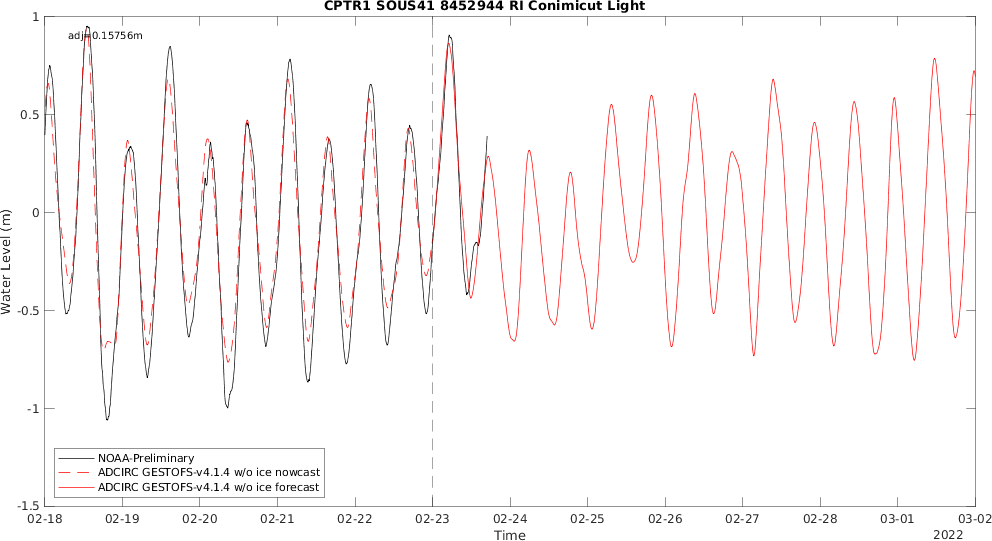 CPTR1 SOUS41 8452944 RI Conimicut Light
adj=0.15756m
1
0.5
0
-0.5
-1
-1.5
Water Level (m)
NOAA-Preliminary
ADCIRC GESTOFS-v4.1.4 w/o ice nowcast
ADCIRC GESTOFS-v4.1.4 w/o ice forecast
02-18 02-19 02-20 02-21 02-22 02-23 02-24 02-25 02-26 02-27 02-28 03-01 03-02
Time
2022